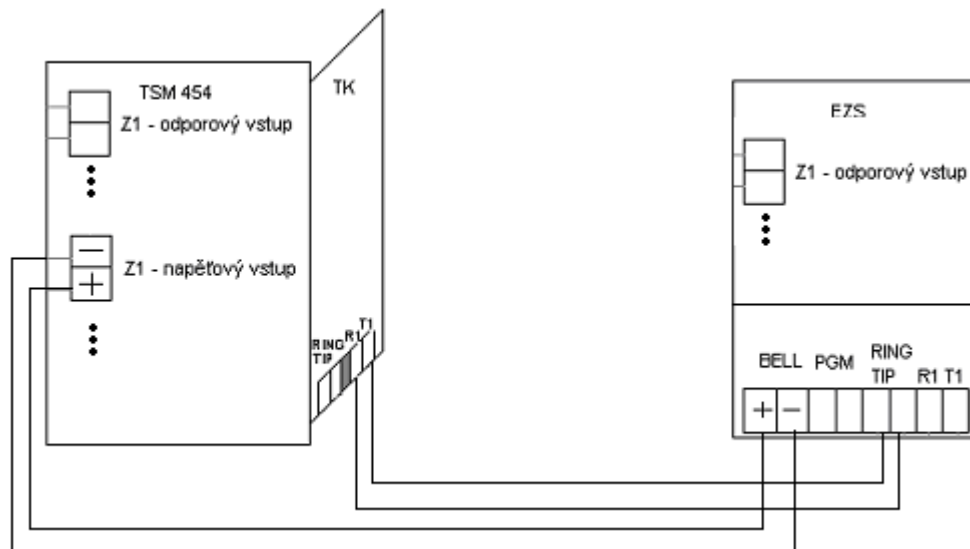 TSM 454
Z1 - odporový vstup
−
+
Z1 - napěťový vstup
TK
RING
TIP
R1
T1
EZS
Z1 - odporový vstup
BELL
PGM
RING
TIP
R1
T1
+
−